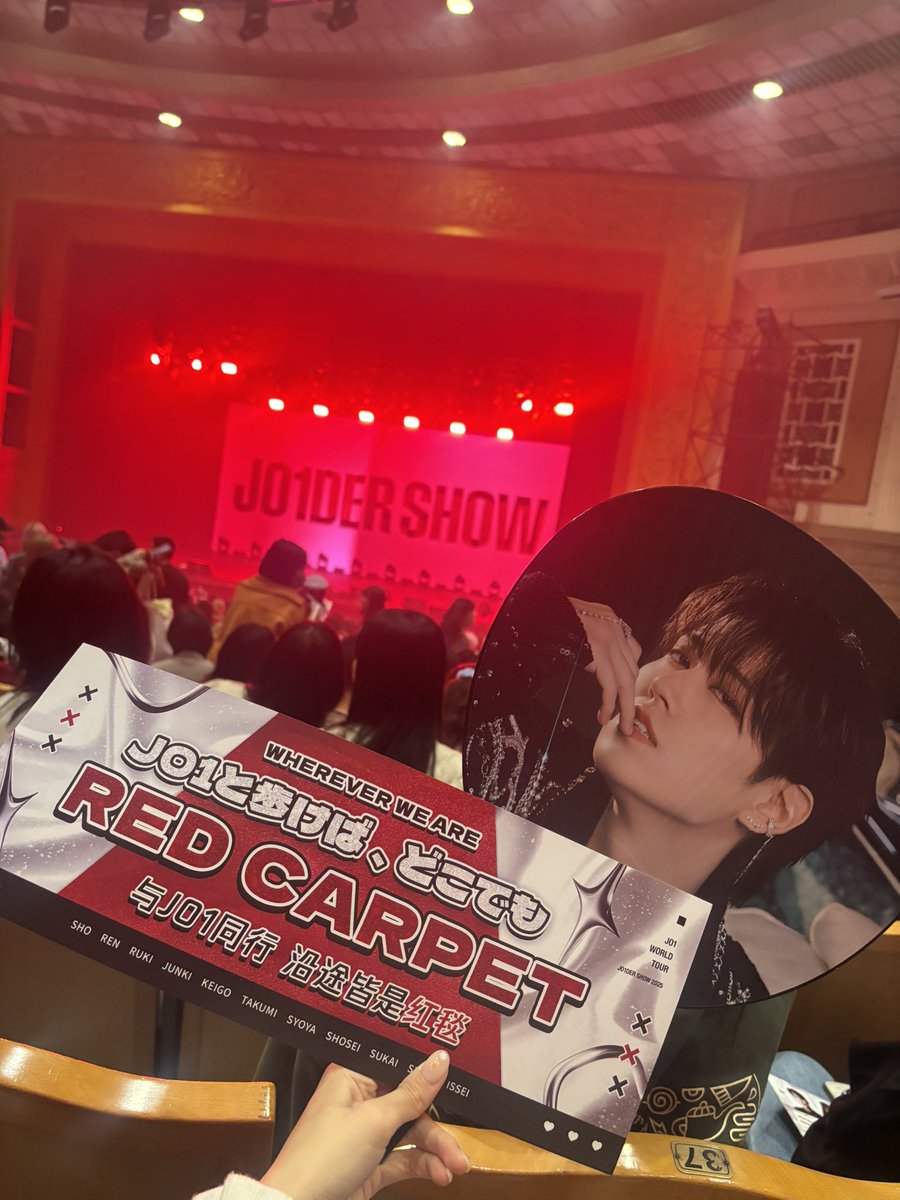 JO1DER SHOW
WHEREVER WE ARE
JO1と歩けば、どこでも
RED CARPET
与JO1同行 沿途皆是红毯
SHO REN RUKI JUNKI KEIGO TAKUMI SYOYA SHOSEI SUKAI ISSEI
JO1
WORLD
TOUR
JO1DER SHOW 2025
37